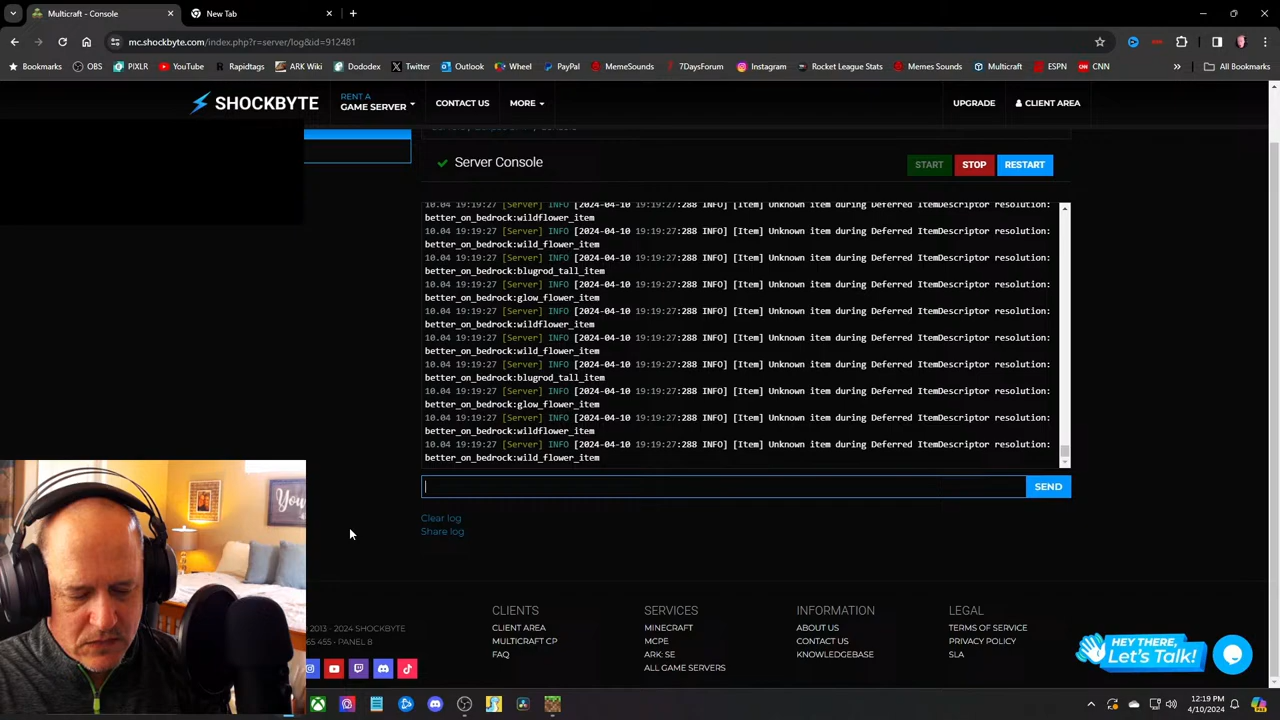 Multicraft - Console
New Tab
mc.shockbyte.com/index.php?r=server/log&id=912481
Bookmarks OBS PIXLR YouTube Rapidtags ARK Wiki Dododex Twitter Outlook Wheel PayPal MemeSounds 7DaysForum Instagram Rocket League Stats Memes Sounds Multicraft ESPN CNN » All Bookmarks
SHOCKBYTE
RENT A
GAME SERVER
CONTACT US
MORE
UPGRADE
CLIENT AREA
Server Console
START STOP RESTART
10.04 19:19:27 [Server] INFO [2024-04-10 19:19:27:288 INFO] [Item] Unknown item during Deferred ItemDescriptor resolution:
better_on_bedrock:wildflower_item
10.04 19:19:27 [Server] INFO [2024-04-10 19:19:27:288 INFO] [Item] Unknown item during Deferred ItemDescriptor resolution:
better_on_bedrock:wild_flower_item
10.04 19:19:27 [Server] INFO [2024-04-10 19:19:27:288 INFO] [Item] Unknown item during Deferred ItemDescriptor resolution:
better_on_bedrock:blugrod_tall_item
10.04 19:19:27 [Server] INFO [2024-04-10 19:19:27:288 INFO] [Item] Unknown item during Deferred ItemDescriptor resolution:
better_on_bedrock:glow_flower_item
10.04 19:19:27 [Server] INFO [2024-04-10 19:19:27:288 INFO] [Item] Unknown item during Deferred ItemDescriptor resolution:
better_on_bedrock:wildflower_item
10.04 19:19:27 [Server] INFO [2024-04-10 19:19:27:288 INFO] [Item] Unknown item during Deferred ItemDescriptor resolution:
better_on_bedrock:wild_flower_item
10.04 19:19:27 [Server] INFO [2024-04-10 19:19:27:288 INFO] [Item] Unknown item during Deferred ItemDescriptor resolution:
better_on_bedrock:blugrod_tall_item
10.04 19:19:27 [Server] INFO [2024-04-10 19:19:27:288 INFO] [Item] Unknown item during Deferred ItemDescriptor resolution:
better_on_bedrock:glow_flower_item
10.04 19:19:27 [Server] INFO [2024-04-10 19:19:27:288 INFO] [Item] Unknown item during Deferred ItemDescriptor resolution:
better_on_bedrock:wildflower_item
10.04 19:19:27 [Server] INFO [2024-04-10 19:19:27:288 INFO] [Item] Unknown item during Deferred ItemDescriptor resolution:
better_on_bedrock:wild_flower_item
SEND
Clear log
Share log
You
2013 - 2024 SHOCKBYTE
65 455 - PANEL 8
CLIENTS
CLIENT AREA
MULTICRAFT CP
FAQ
SERVICES
MINECRAFT
MCPE
ARK: SE
ALL GAME SERVERS
INFORMATION
ABOUT US
CONTACT US
KNOWLEDGEBASE
LEGAL
TERMS OF SERVICE
PRIVACY POLICY
SLA
HEY THERE,
Let's Talk!
12:19 PM
4/10/2024